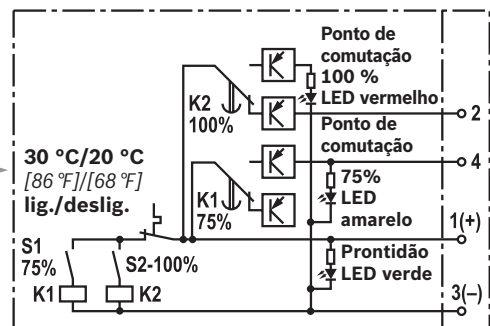 Ponto de
comutação
100 %
LED vermelho
K2
100%
2
Ponto de
comutação
4
30 °C/20 °C
[86 °F]/[68 °F]
lig./deslig.
K1
75%
75%
LED
amarelo
1(+)
S1
75%
S2-100%
Prontidão
LED verde
K1
K2
3(–)